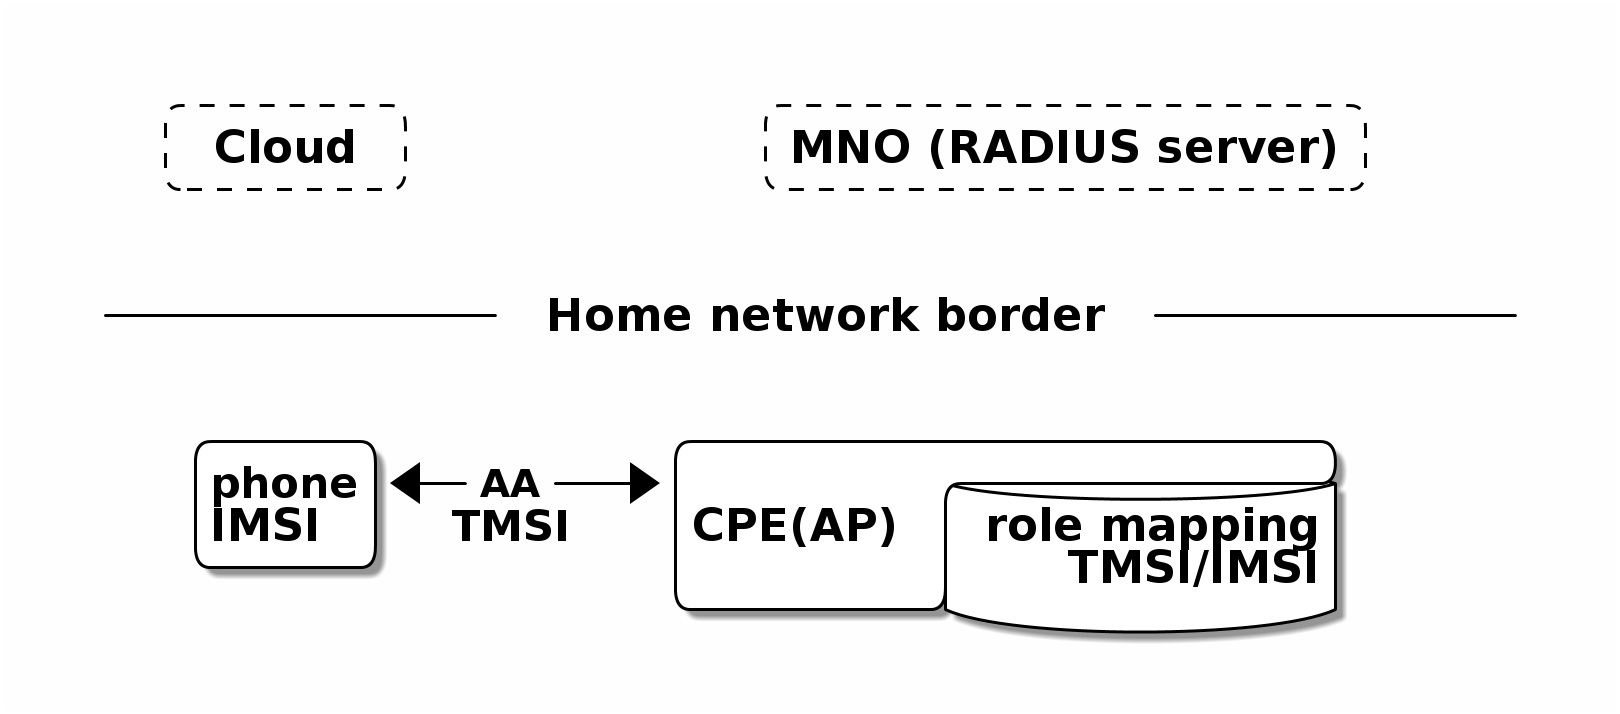 Cloud
MNO (RADIUS server)
Home network border
phone
IMSI
AA
TMSI
CPE(AP)
role mapping
TMSI/IMSI